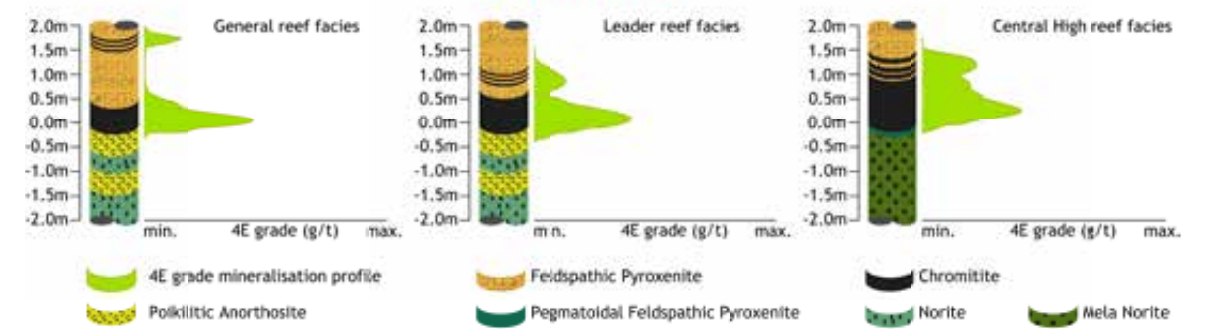 General reef facies
2.0m
1.5m
1.0m
0.5m
0.0m
-0.5m
-1.0m
-1.5m
-2.0m
min. 4E grade (g/t) max.
Leader reef facies
2.0m
1.5m
1.0m
0.5m
0.0m
-0.5m
-1.0m
-1.5m
-2.0m
m n. 4E grade (g/t) max.
Central High reef facies
2.0m
1.5m
1.0m
0.5m
0.0m
-0.5m
-1.0m
-1.5m
-2.0m
min. 4E grade (g/t) max.
4E grade mineralisation profile
Feldspathic Pyroxenite
Chromitite
Poikilitic Anorthosite
Pegmatoidal Feldspathic Pyroxenite
Norite
Mela Norite